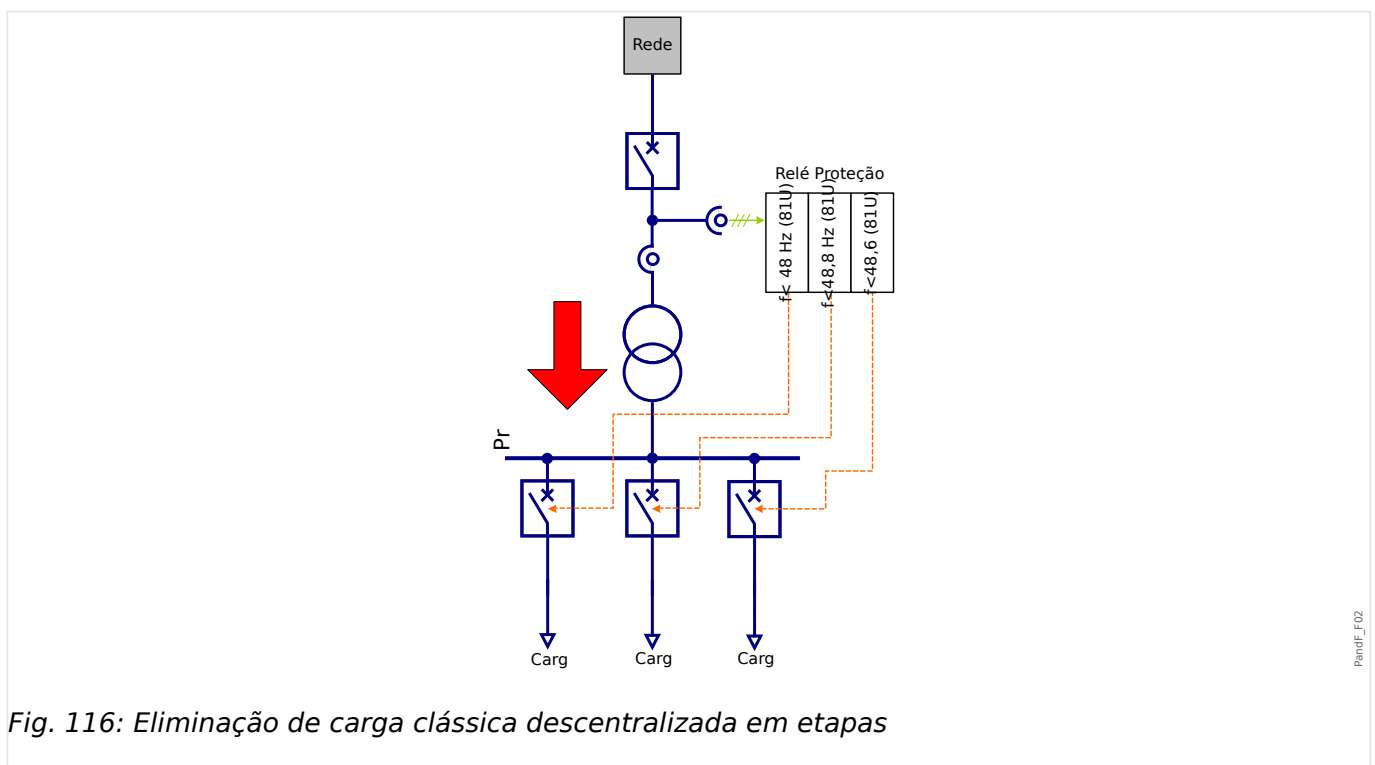 Rede
Relé Proteção
f< 48 Hz (81U)
f<48,8 Hz (81U)
f<48,6 (81U)
Pr
Carg
Carg
Carg
PandF_F02
Fig. 116: Eliminação de carga clássica descentralizada em etapas